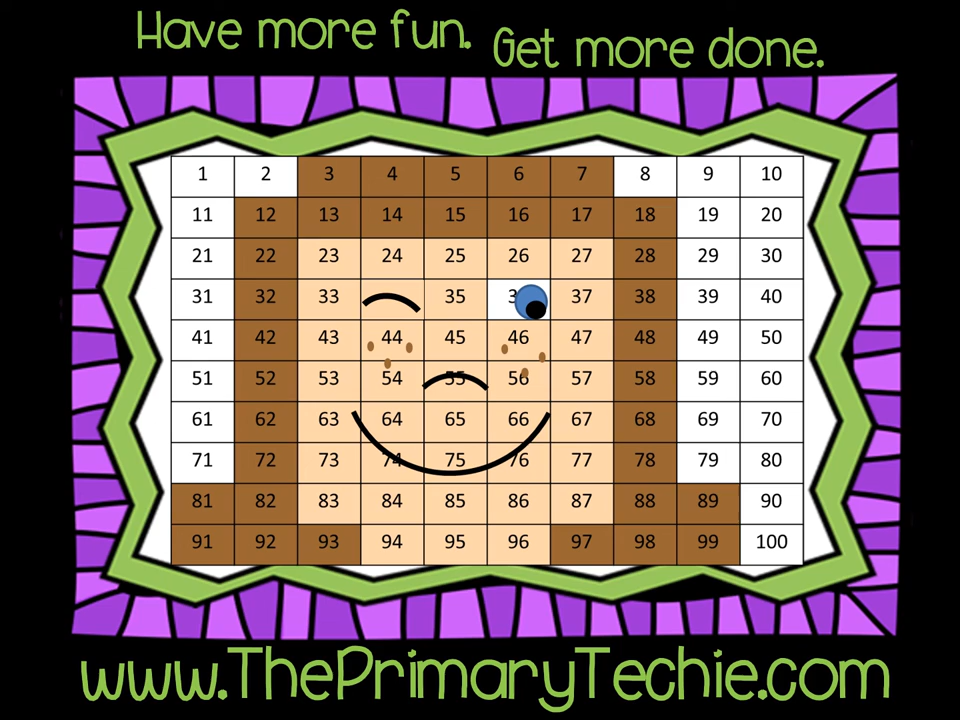 Have more fun. Get more done.
1 2 3 4 5 6 7 8 9 10
11 12 13 14 15 16 17 18 19 20
21 22 23 24 25 26 27 28 29 30
31 32 33 35 37 38 39 40
41 42 43 44 45 46 47 48 49 50
51 52 53 54 55 56 57 58 59 60
61 62 63 64 65 66 67 68 69 70
71 72 73 74 75 76 77 78 79 80
81 82 83 84 85 86 87 88 89 90
91 92 93 94 95 96 97 98 99 100
www.ThePrimaryTechie.com